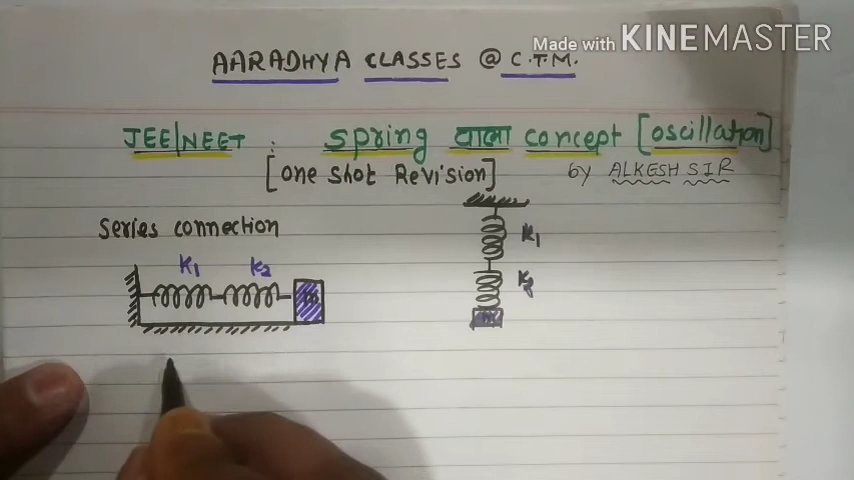 Made with KINEMASTER
AARADHYA CLASSES @ C.T.M.
JEE|NEET : spring वाला concept [oscillation]
[one shot Revision] by ALKESH SIR
series connection
K1 K2
m
K1
K2
m